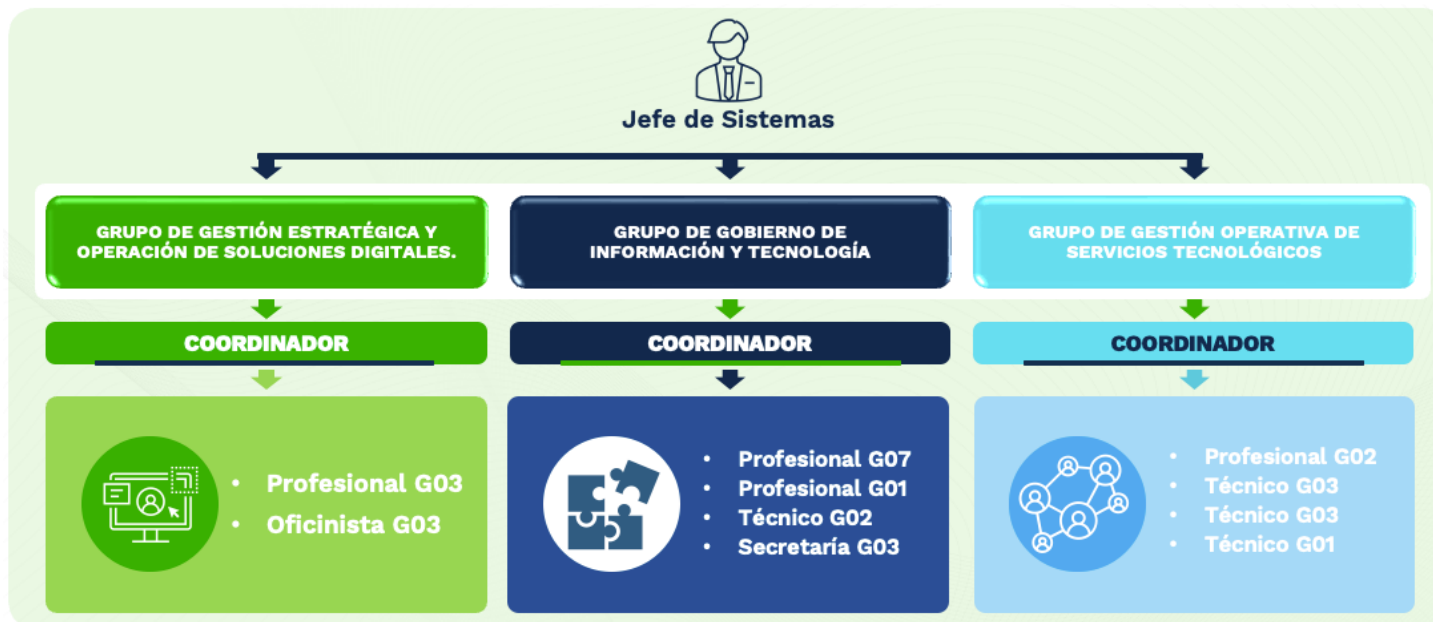 Jefe de Sistemas
GRUPO DE GESTIÓN ESTRATÉGICA Y
OPERACIÓN DE SOLUCIONES DIGITALES.
COORDINADOR
• Profesional G03
• Oficinista G03
GRUPO DE GOBIERNO DE
INFORMACIÓN Y TECNOLOGÍA
COORDINADOR
• Profesional G07
• Profesional G01
• Técnico G02
• Secretaría G03
GRUPO DE GESTIÓN OPERATIVA DE
SERVICIOS TECNOLÓGICOS
COORDINADOR
• Profesional G02
• Técnico G03
• Técnico G03
• Técnico G01